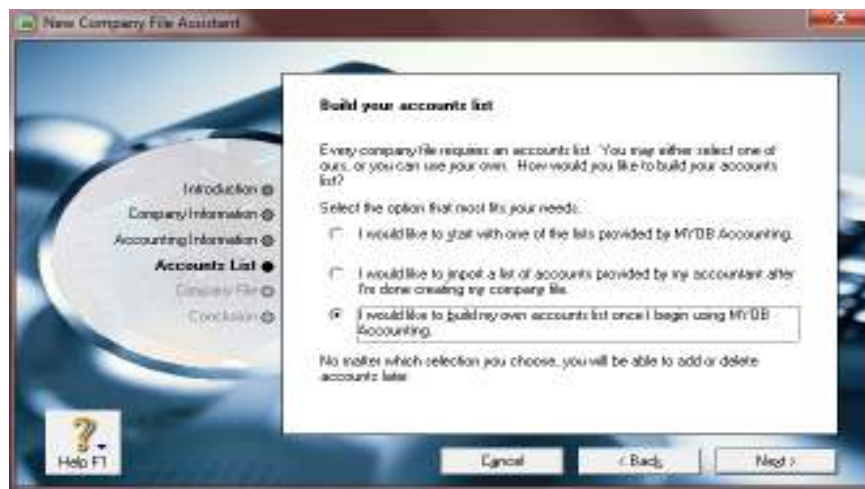 New Company File Assistant
Build your accounts list
Every company file requires an accounts list. You may either select one of
ours, or you can use your own. How would you like to build your accounts
list?
Select the option that most fits your needs.
I would like to start with one of the lists provided by MYOB Accounting.
I would like to import a list of accounts provided by my accountant after
I'm done creating my company file.
I would like to build my own accounts list once I begin using MYOB
Accounting.
No matter which selection you choose, you will be able to add or delete
accounts later
Introduction
Company Information
Accounting Information
Accounts List
Company File
Conclusion
Help F1
Cancel
< Back
Next >